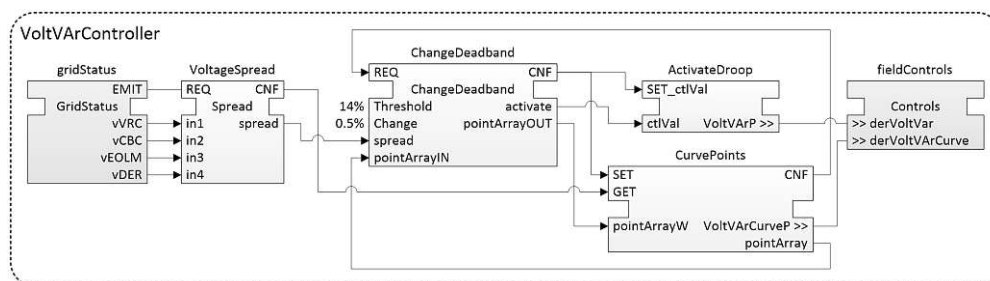 VoltVArController
gridStatus
EMIT
GridStatus
vVRC
vCBC
vEOLM
vDER
VoltageSpread
REQ CNF
Spread
in1 spread
in2
in3
in4
ChangeDeadband
REQ CNF
ChangeDeadband
14% Threshold activate
0.5% Change pointArrayOUT
spread
pointArrayIN
ActivateDroop
SET_ctlVal
ctlVal VoltVArP >>
CurvePoints
SET CNF
GET
pointArrayW VoltVArCurveP >>
pointArray
fieldControls
Controls
>> derVoltVar
>> derVoltVArCurve